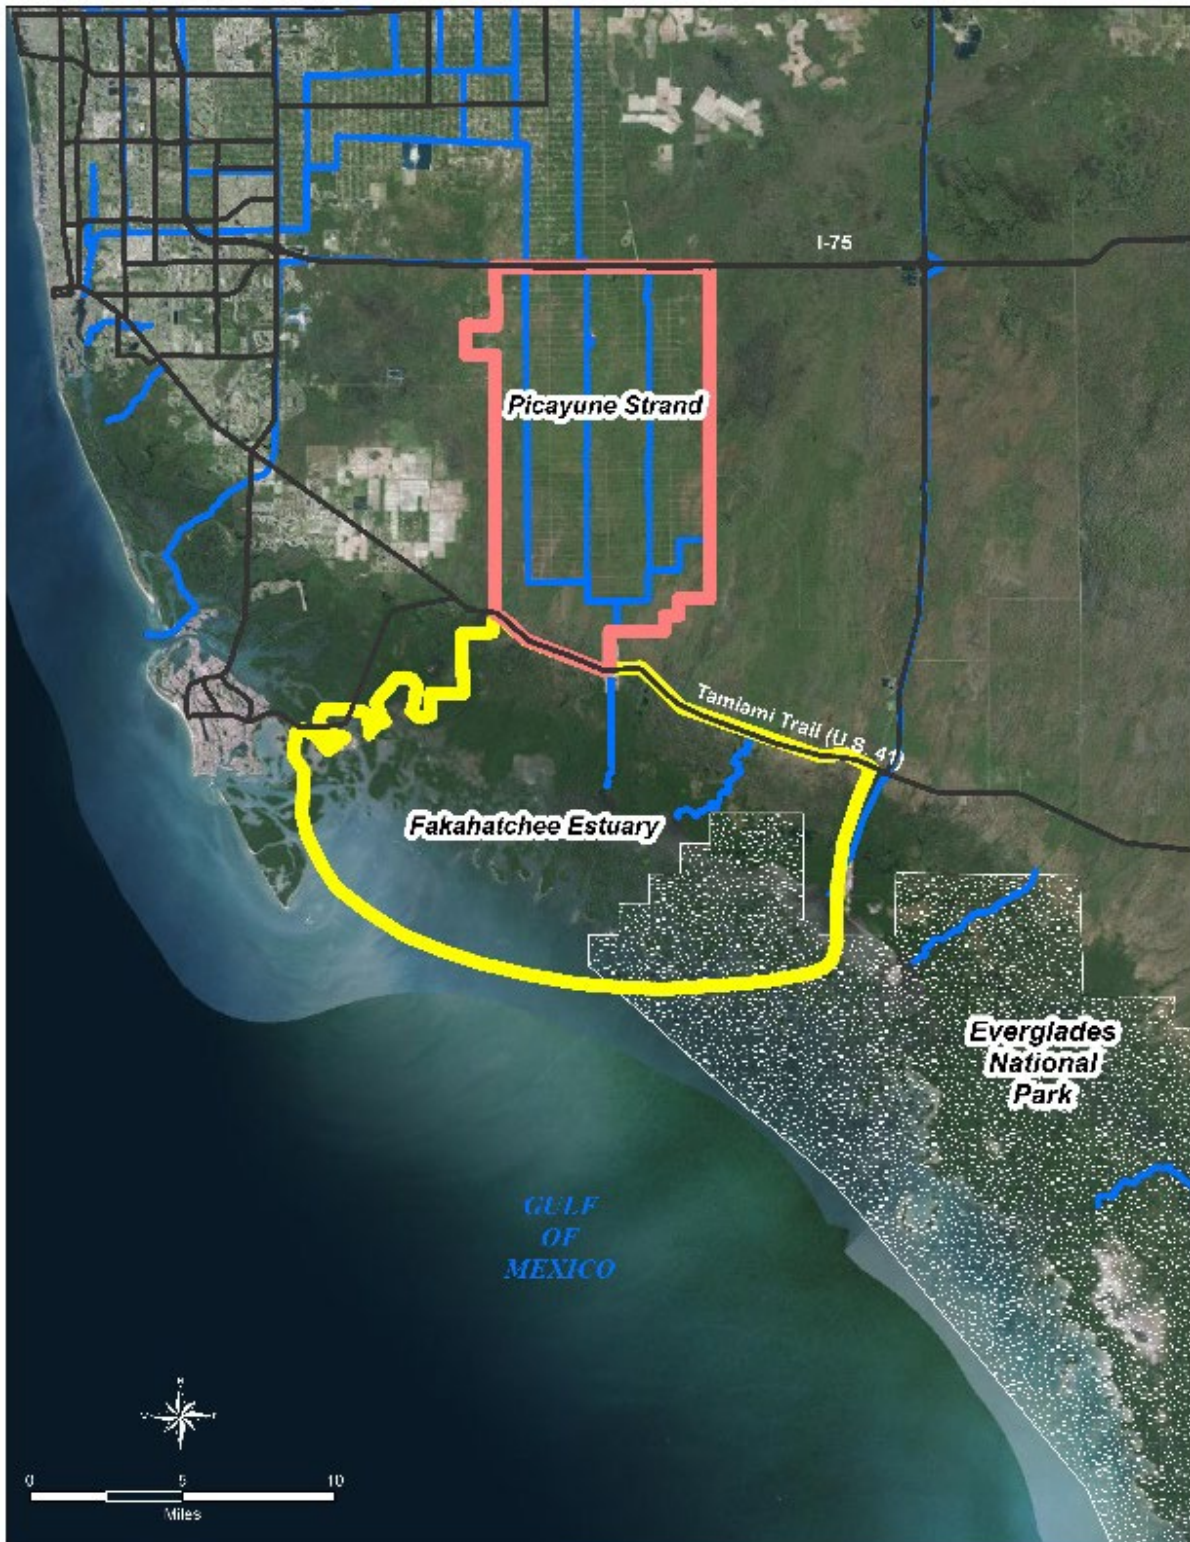 I-75
Picayune Strand
Tamiami Trail (U.S. 41)
Fakahatchee Estuary
Everglades
National
Park
GULF
OF
MEXICO
N
0 5 10
Miles